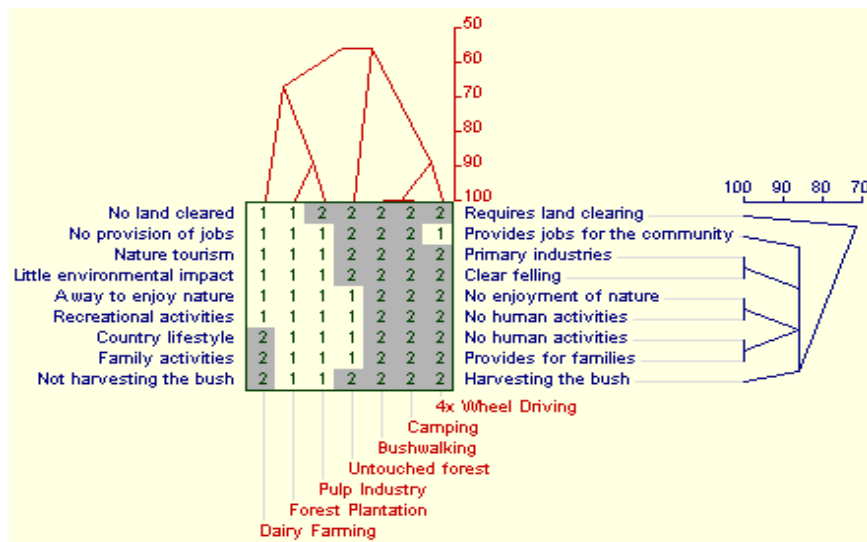 50
60
70
80
90
100
100 90 80 70
No land cleared 1 1 2 2 2 2 2 Requires land clearing
No provision of jobs 1 1 1 2 2 2 1 Provides jobs for the community
Nature tourism 1 1 1 2 2 2 2 Primary industries
Little environmental impact 1 1 1 2 2 2 2 Clear felling
A way to enjoy nature 1 1 1 1 2 2 2 No enjoyment of nature
Recreational activities 1 1 1 1 2 2 2 No human activities
Country lifestyle 2 1 1 1 2 2 2 No human activities
Family activities 2 1 1 1 2 2 2 Provides for families
Not harvesting the bush 2 1 1 2 2 2 2 Harvesting the bush
4x Wheel Driving
Camping
Bushwalking
Untouched forest
Pulp Industry
Forest Plantation
Dairy Farming